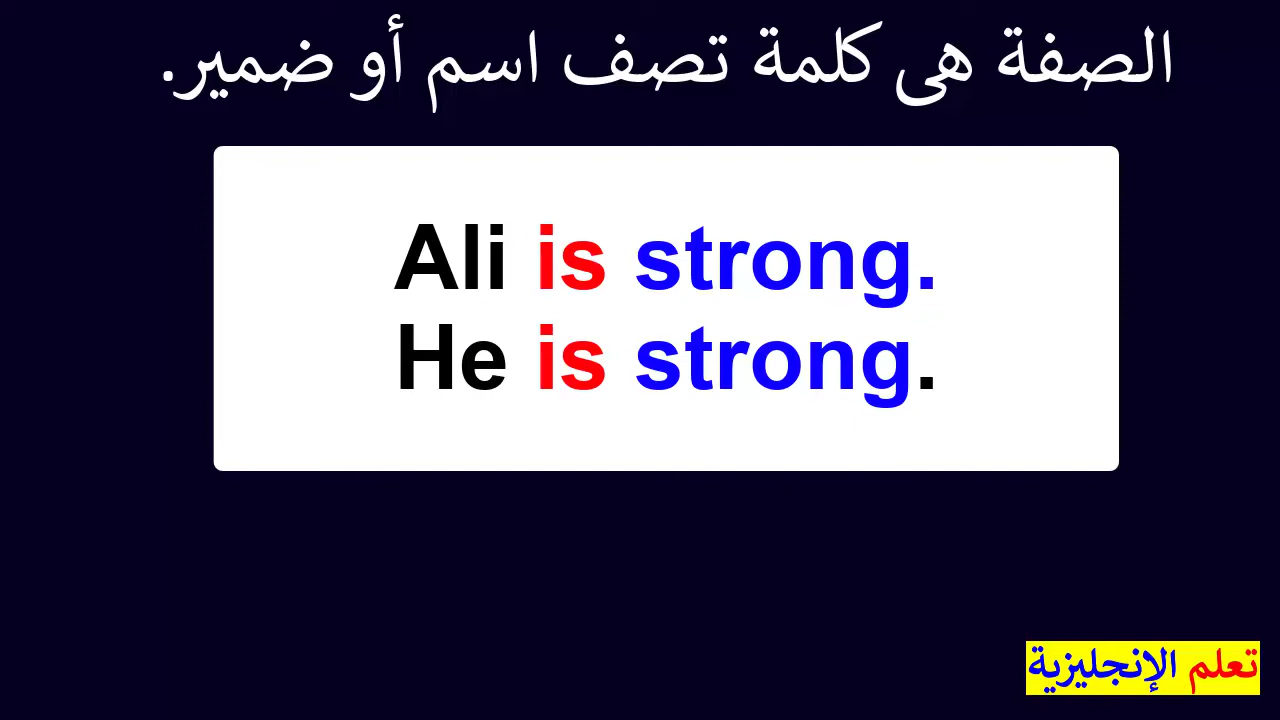 الصفة هى كلمة تصف اسم أو ضمير.
Ali is strong.
He is strong.
تعلم الإنجليزية